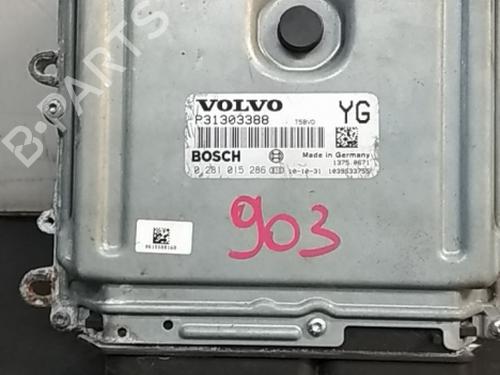 B-PARTS
VOLVO YG
P31303388 T5BVO
BOSCH Made in Germany
1375 0671
0 281 015 286 10-10-31 1039S33755
903